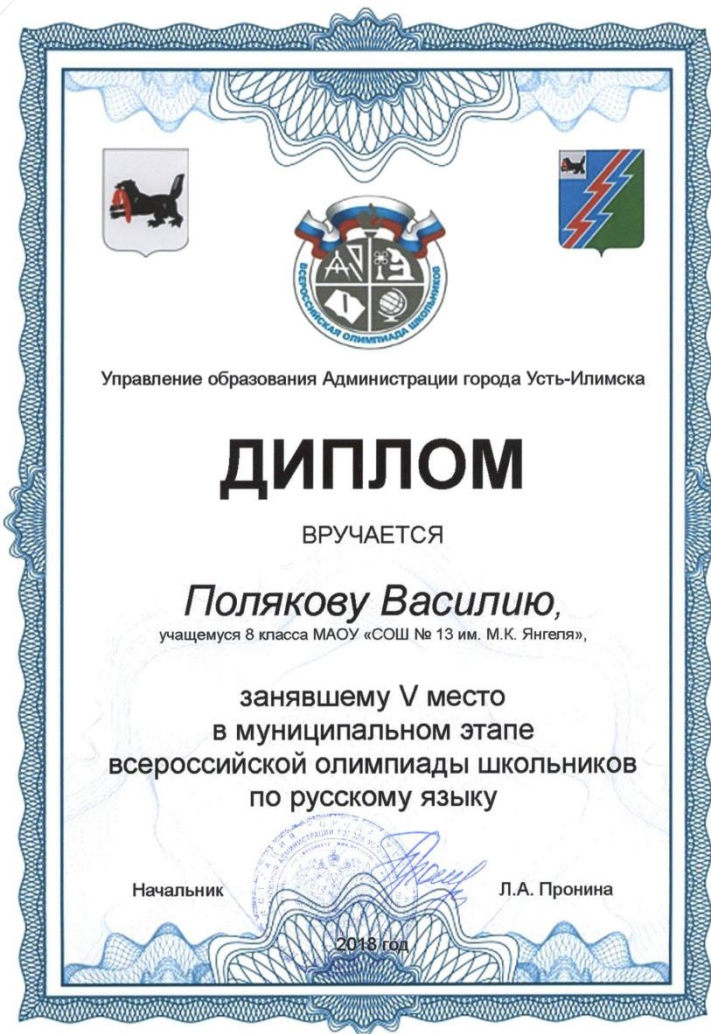 ВСЕРОССИЙСКАЯ ОЛИМПИАДА ШКОЛЬНИКОВ
Управление образования Администрации города Усть-Илимска
ДИПЛОМ
ВРУЧАЕТСЯ
Полякову Василию,
учащемуся 8 класса МАОУ «СОШ № 13 им. М.К. Янгеля»,
занявшему V место
в муниципальном этапе
всероссийской олимпиады школьников
по русскому языку
Начальник
Л.А. Пронина
2018 год